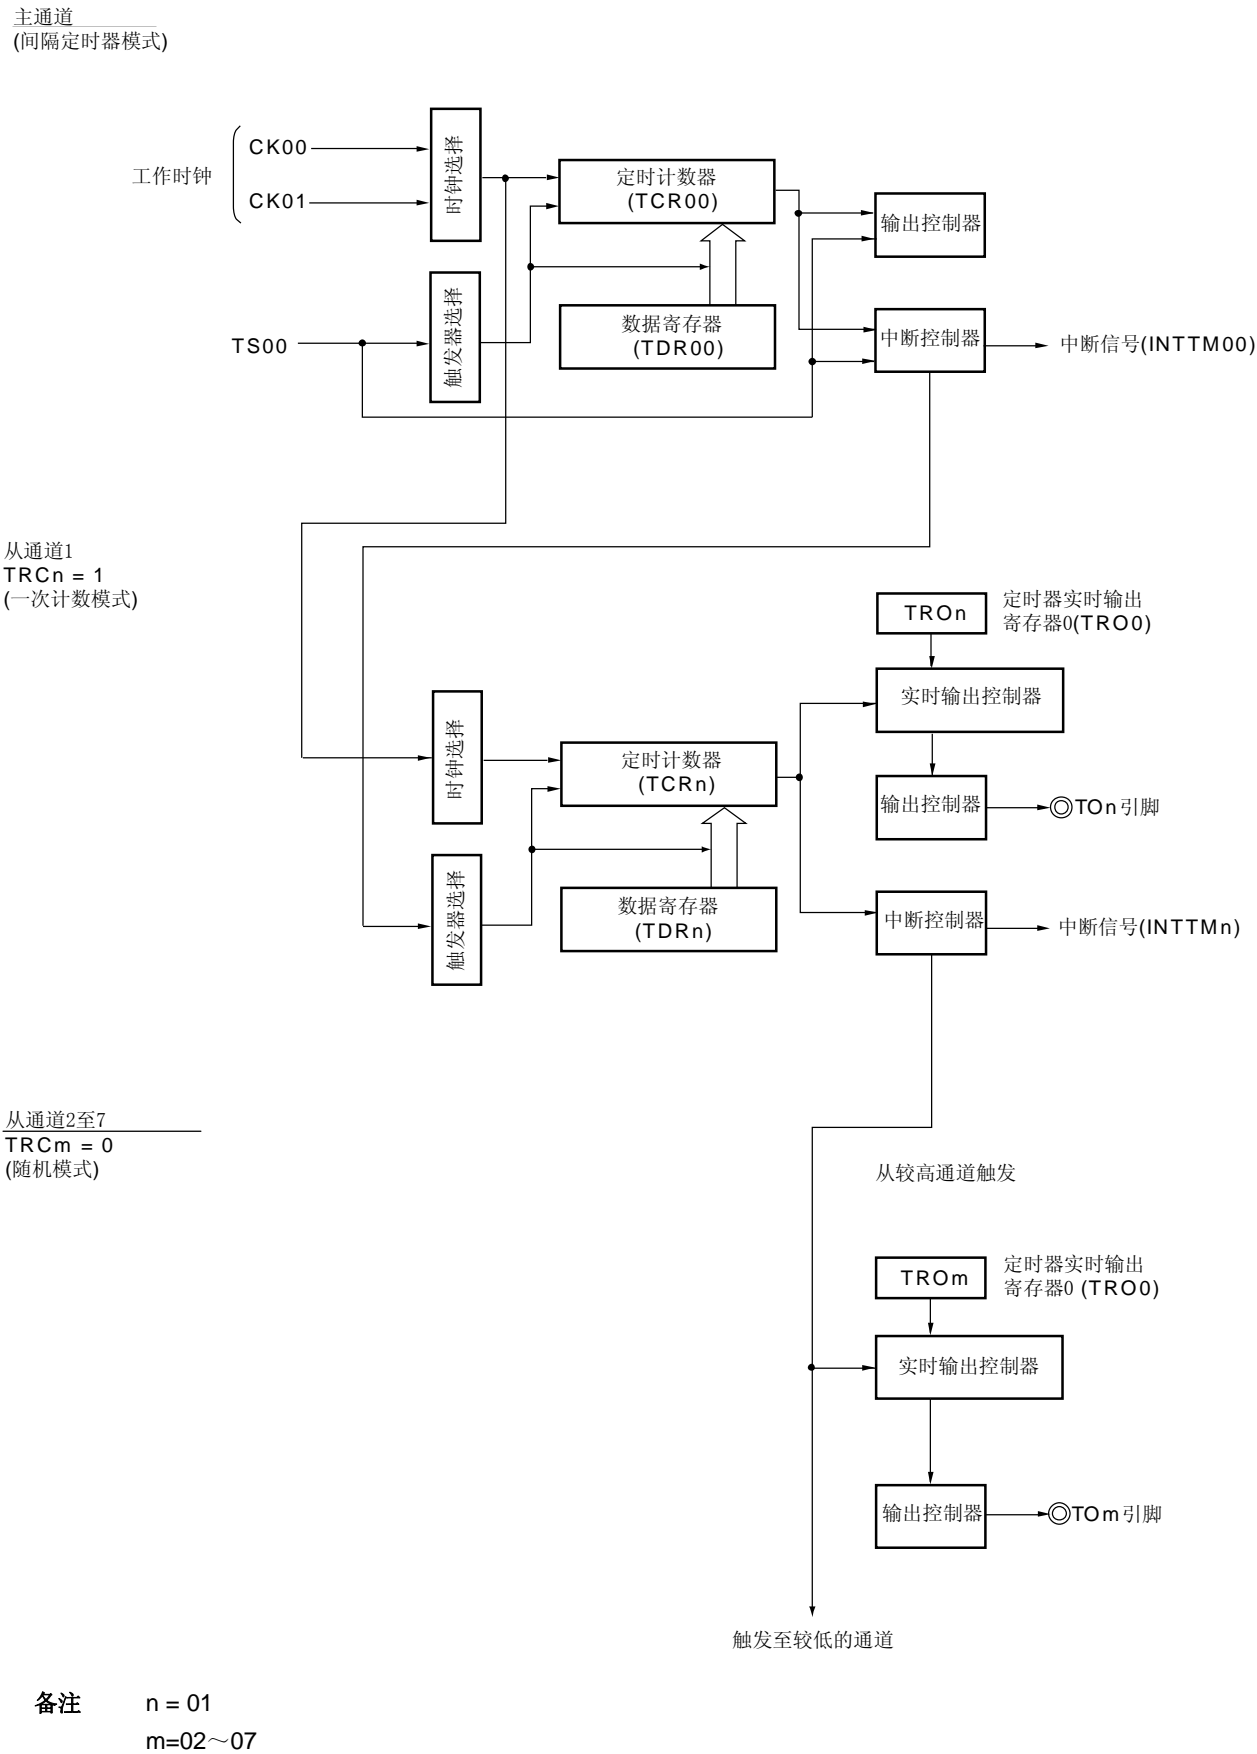 主通道
(间隔定时器模式)
工作时钟
CK00
CK01
时钟选择
定时计数器
(TCR00)
输出控制器
TS00
触发器选择
数据寄存器
(TDR00)
中断控制器
中断信号(INTTM00)
从通道1
TRCn = 1
(一次计数模式)
TROn
定时器实时输出
寄存器0(TRO0)
实时输出控制器
时钟选择
定时计数器
(TCRn)
输出控制器
TOn引脚
触发器选择
数据寄存器
(TDRn)
中断控制器
中断信号(INTTMn)
从通道2至7
TRCm = 0
(随机模式)
从较高通道触发
TROm
定时器实时输出
寄存器0 (TRO0)
实时输出控制器
输出控制器
TOm引脚
触发至较低的通道
备注 n = 01
m=02～07